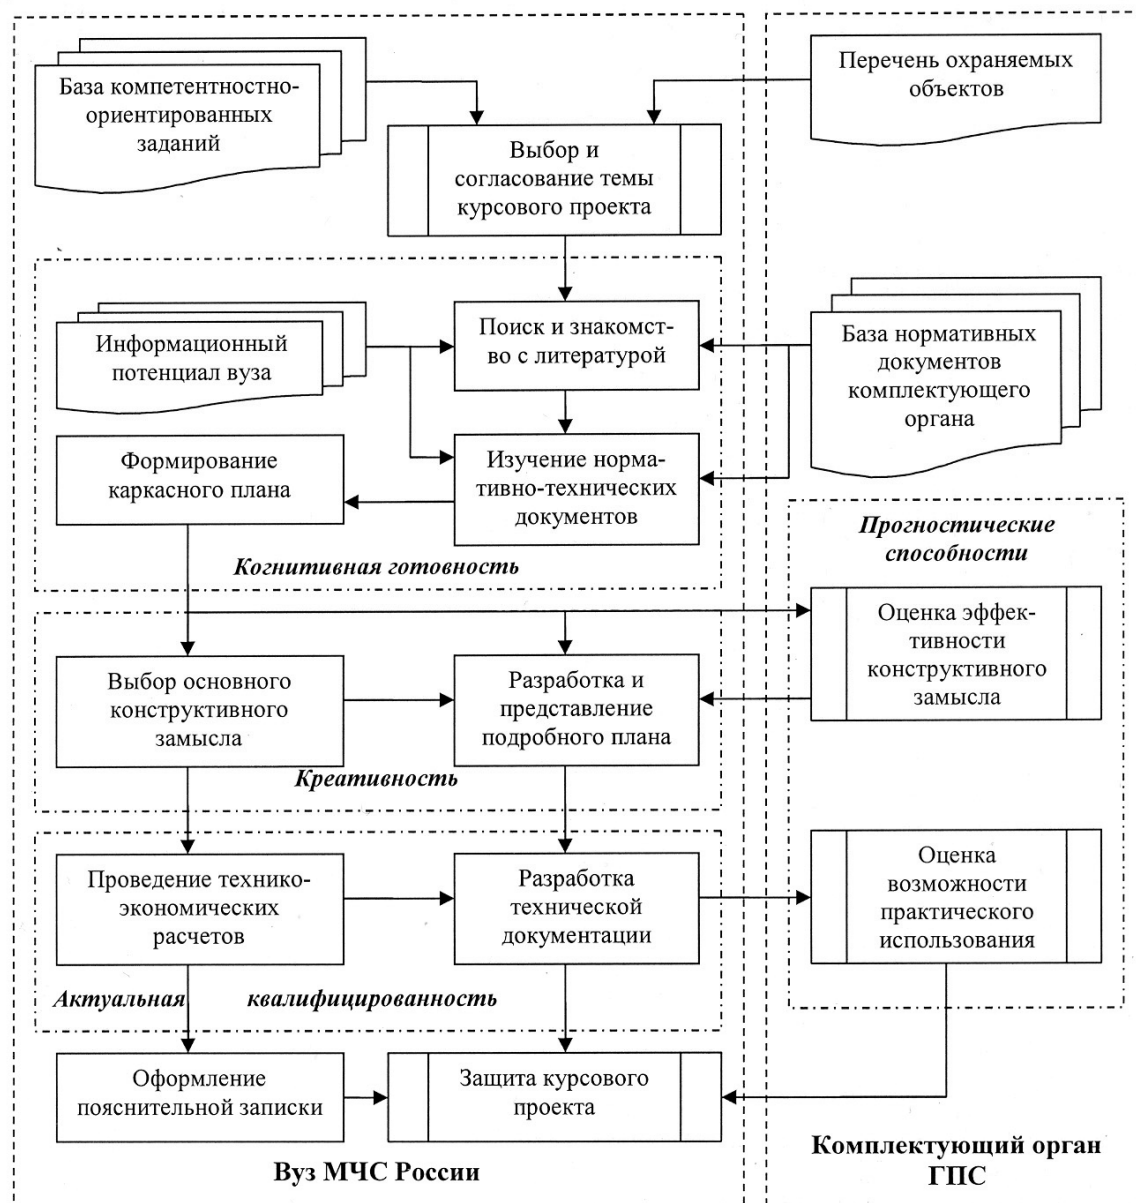 База компетентностно-
ориентированных
заданий
Перечень охраняемых
объектов
Выбор и
согласование темы
курсового проекта
Информационный
потенциал вуза
Поиск и знакомст-
во с литературой
База нормативных
документов
комплектующего
органа
Формирование
каркасного плана
Изучение норма-
тивно-технических
документов
Когнитивная готовность
Прогностические
способности
Оценка эффек-
тивности
конструктивного
замысла
Выбор основного
конструктивного
замысла
Разработка и
представление
подробного плана
Креативность
Проведение технико-
экономических
расчетов
Разработка
технической
документации
Оценка
возможности
практического
использования
Актуальная квалифицированность
Оформление
пояснительной записки
Защита курсового
проекта
Вуз МЧС России
Комплектующий орган
ГПС